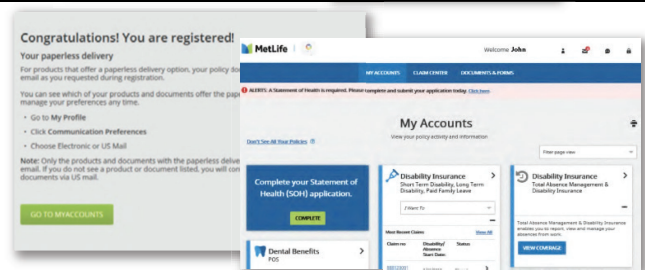 Congratulations! You are registered!
Your paperless delivery
For products that offer a paperless delivery option, your policy do
email as you requested during registration.
You can see which of your products and documents offer the pap
manage your preferences any time.
• Go to My Profile
• Click Communication Preferences
• Choose Electronic or US Mail
Note: Only the products and documents with the paperless delive
email. If you do not see a product or document listed, you will con
documents via US mail.
GO TO MYACCOUNTS
MetLife
Welcome John
MY ACCOUNTS CLAIM CENTER DOCUMENTS & FORMS
ALERTS: A Statement of Health is required. Please complete and submit your application today. Click here
My Accounts
View your policy activity and information
Don't See All Your Policies
Filter page view
Complete your Statement of
Health (SOH) application.
COMPLETE
Dental Benefits
POS
Disability Insurance
Short Term Disability, Long Term
Disability, Paid Family Leave
I Want To
Most Recent Claims View All
Claim no: Disability/ Status
Absence
Start Date:
Disability Insurance
Total Absence Management &
Disability Insurance
Total Absence Management & Disability Insurance
enables you to report, view and manage your
absences from work.
VIEW COVERAGE